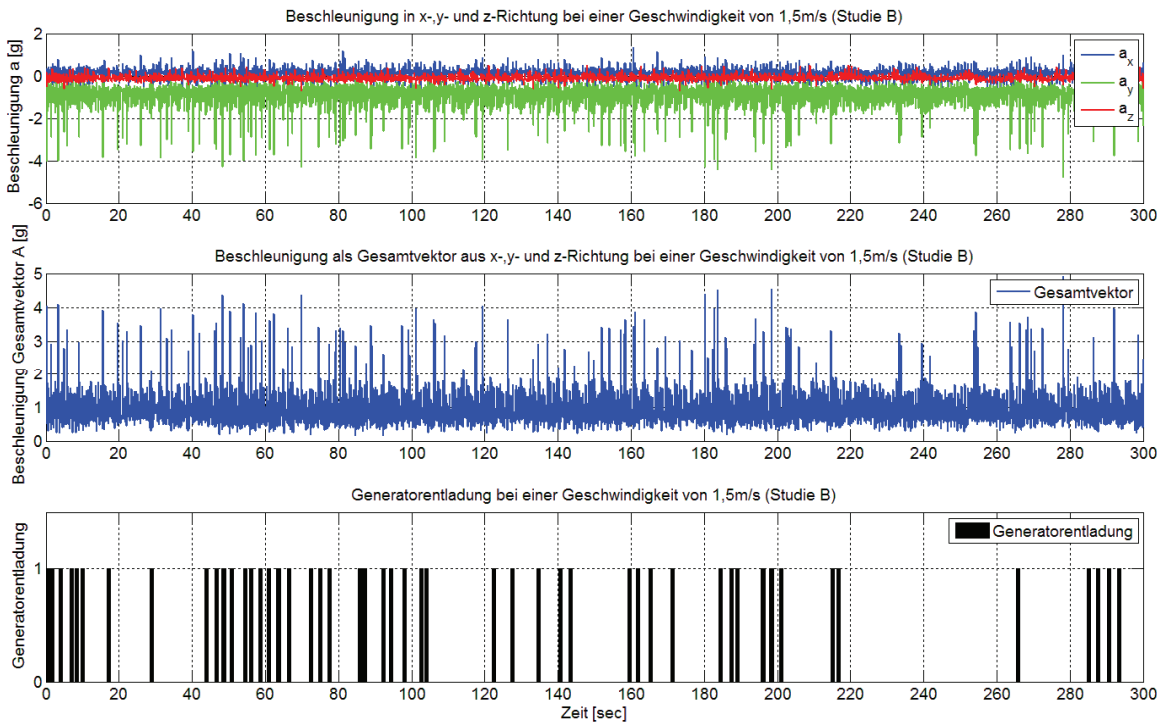 Beschleunigung in x-,y- und z-Richtung bei einer Geschwindigkeit von 1,5m/s (Studie B)
Beschleunigung a [g]
2
0
-2
-4
-6
a_x
a_y
a_z
0 20 40 60 80 100 120 140 160 180 200 220 240 260 280 300
Beschleunigung als Gesamtvektor aus x-,y- und z-Richtung bei einer Geschwindigkeit von 1,5m/s (Studie B)
Beschleunigung Gesamtvektor A [g]
5
4
3
2
1
0
Gesamtvektor
0 20 40 60 80 100 120 140 160 180 200 220 240 260 280 300
Generatorentladung bei einer Geschwindigkeit von 1,5m/s (Studie B)
Generatorentladung
1
0
Generatorentladung
0 20 40 60 80 100 120 140 160 180 200 220 240 260 280 300
Zeit [sec]